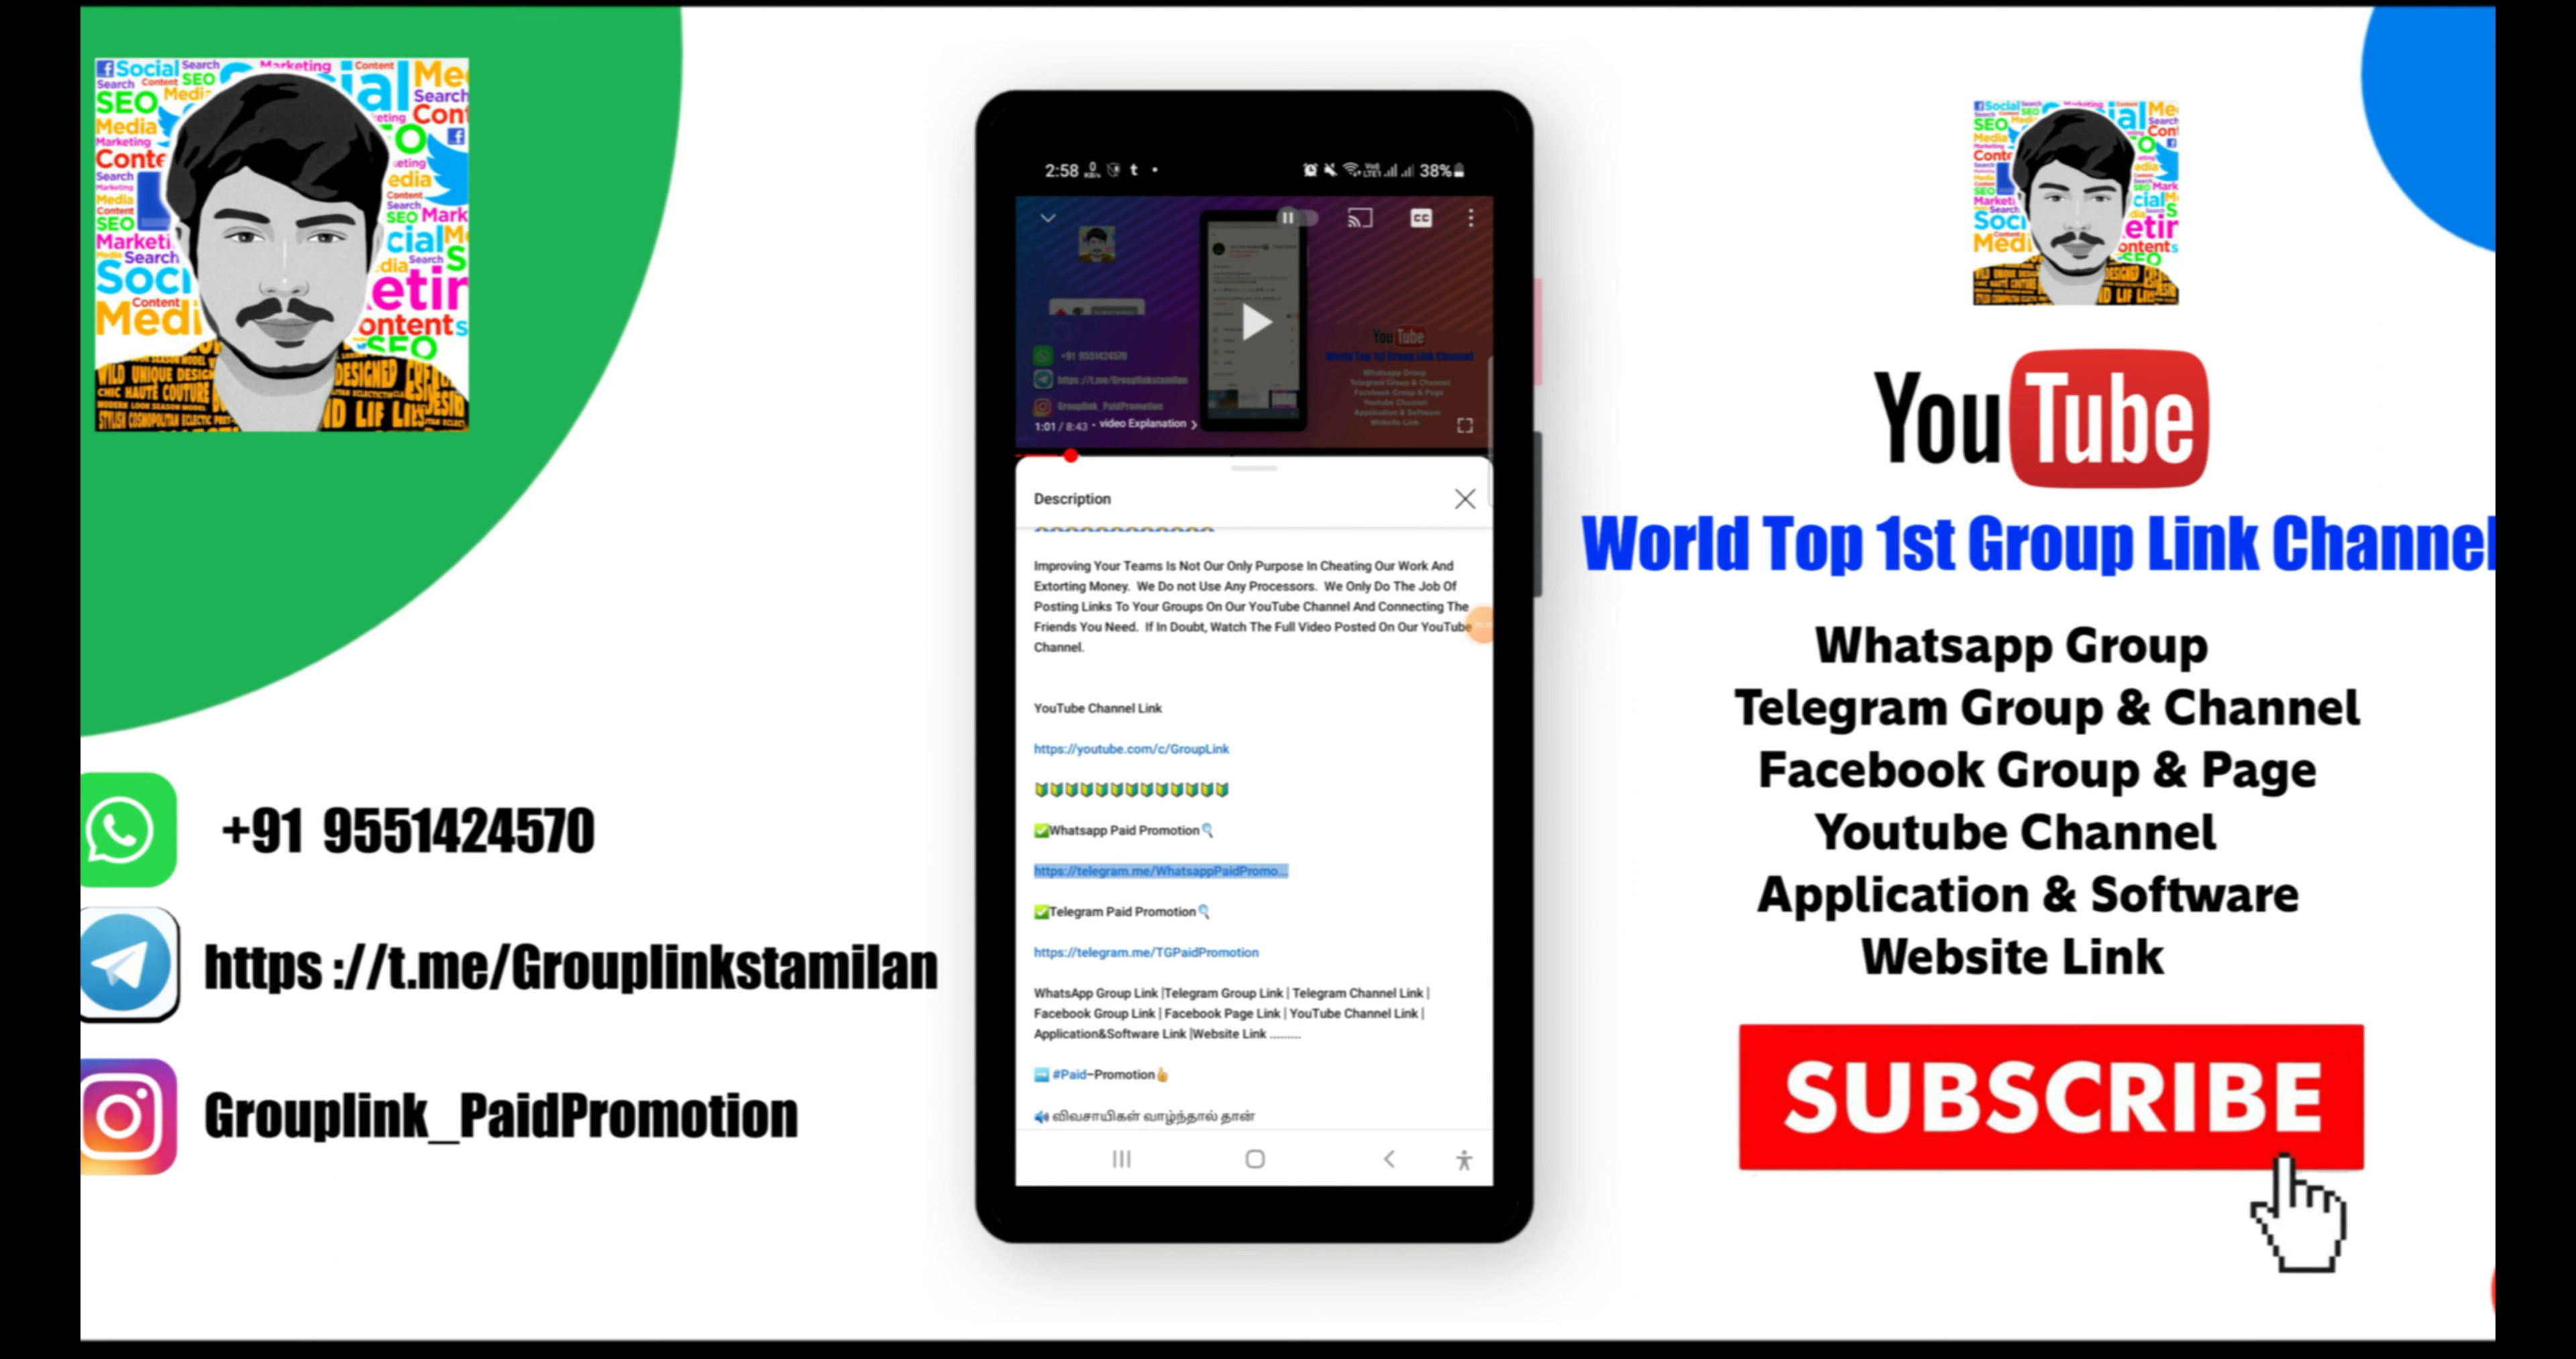 +91 9551424570
https ://t.me/Grouplinkstamilan
Grouplink_PaidPromotion
2:58
38%
1:01 / 8:43 • video Explanation
Description
Improving Your Teams Is Not Our Only Purpose In Cheating Our Work And
Extorting Money. We Do not Use Any Processors. We Only Do The Job Of
Posting Links To Your Groups On Our YouTube Channel And Connecting The
Friends You Need. If In Doubt, Watch The Full Video Posted On Our YouTube
Channel.
YouTube Channel Link
https://youtube.com/c/GroupLink
Whatsapp Paid Promotion
https://telegram.me/WhatsappPaidPromo...
Telegram Paid Promotion
https://telegram.me/TGPaidPromotion
WhatsApp Group Link |Telegram Group Link | Telegram Channel Link |
Facebook Group Link | Facebook Page Link | YouTube Channel Link |
Application&Software Link |Website Link ..........
#Paid-Promotion
விவசாயிகள் வாழ்ந்தால் தான்
YouTube
World Top 1st Group Link Channel
Whatsapp Group
Telegram Group & Channel
Facebook Group & Page
Youtube Channel
Application & Software
Website Link
SUBSCRIBE